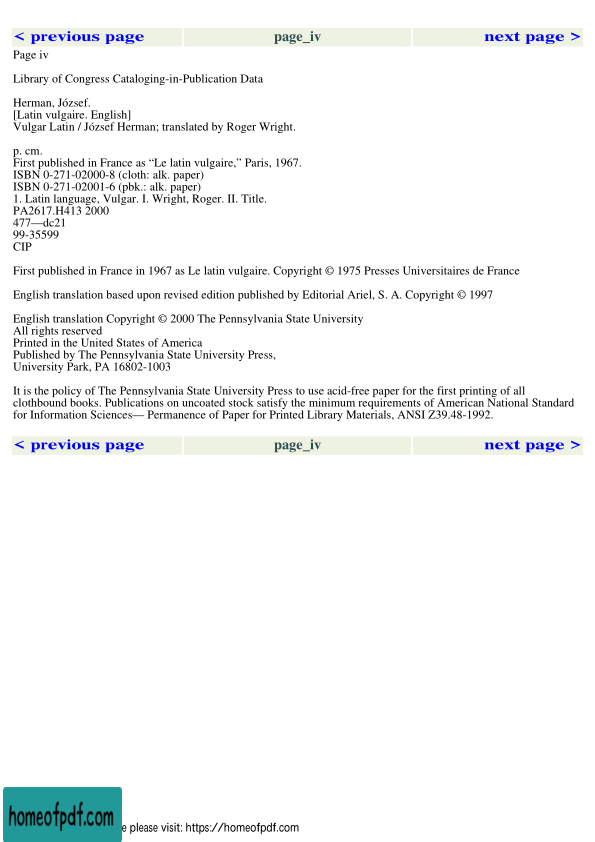 < previous page page_iv next page >
Page iv
Library of Congress Cataloging-in-Publication Data
Herman, József.
[Latin vulgaire. English]
Vulgar Latin / József Herman; translated by Roger Wright.
p. cm.
First published in France as “Le latin vulgaire,” Paris, 1967.
ISBN 0-271-02000-8 (cloth: alk. paper)
ISBN 0-271-02001-6 (pbk.: alk. paper)
1. Latin language, Vulgar. I. Wright, Roger. II. Title.
PA2617.H413 2000
477—dc21
99-35599
CIP
First published in France in 1967 as Le latin vulgaire. Copyright © 1975 Presses Universitaires de France
English translation based upon revised edition published by Editorial Ariel, S. A. Copyright © 1997
English translation Copyright © 2000 The Pennsylvania State University
All rights reserved
Printed in the United States of America
Published by The Pennsylvania State University Press,
University Park, PA 16802-1003
It is the policy of The Pennsylvania State University Press to use acid-free paper for the first printing of all
clothbound books. Publications on uncoated stock satisfy the minimum requirements of American National Standard
for Information Sciences— Permanence of Paper for Printed Library Materials, ANSI Z39.48-1992.
< previous page page_iv next page >
homeofpdf.com
e please visit: https://homeofpdf.com